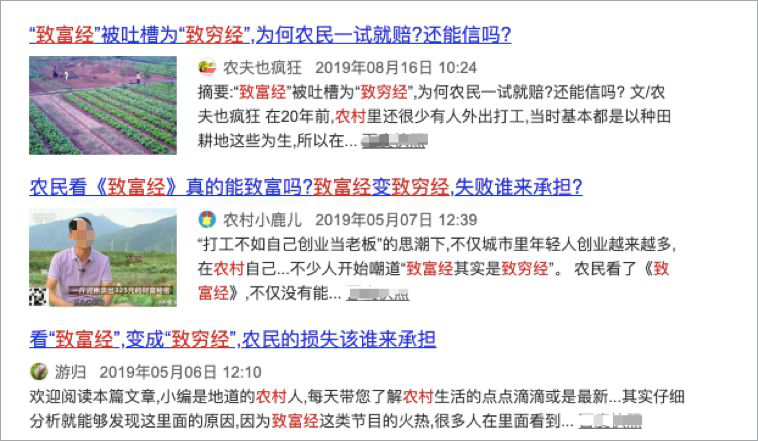 “致富经”被吐槽为“致穷经”,为何农民一试就赔?还能信吗?
农夫也疯狂 2019年08月16日 10:24
摘要:“致富经”被吐槽为“致穷经”,为何农民一试就赔?还能信吗? 文/农
夫也疯狂 在20年前,农村里还很少有人外出打工,当时基本都是以种田
耕地这些为生,所以在...
农民看《致富经》真的能致富吗?致富经变致穷经,失败谁来承担?
农村小鹿儿 2019年05月07日 12:39
“打工不如自己创业当老板”的思潮下,不仅城市里年轻人创业越来越多,
在农村自己...不少人开始嘲道“致富经其实是致穷经”。 农民看了《致
富经》,不仅没有能...
一斤泥鳅卖出325元的财富秘密
看“致富经”,变成“致穷经”,农民的损失该谁来承担
游归 2019年05月06日 12:10
欢迎阅读本篇文章,小编是地道的农村人,每天带您了解农村生活的点点滴滴或是最新...其实仔细
分析就能够发现这里面的原因,因为致富经这类节目的火热,很多人在里面看到...